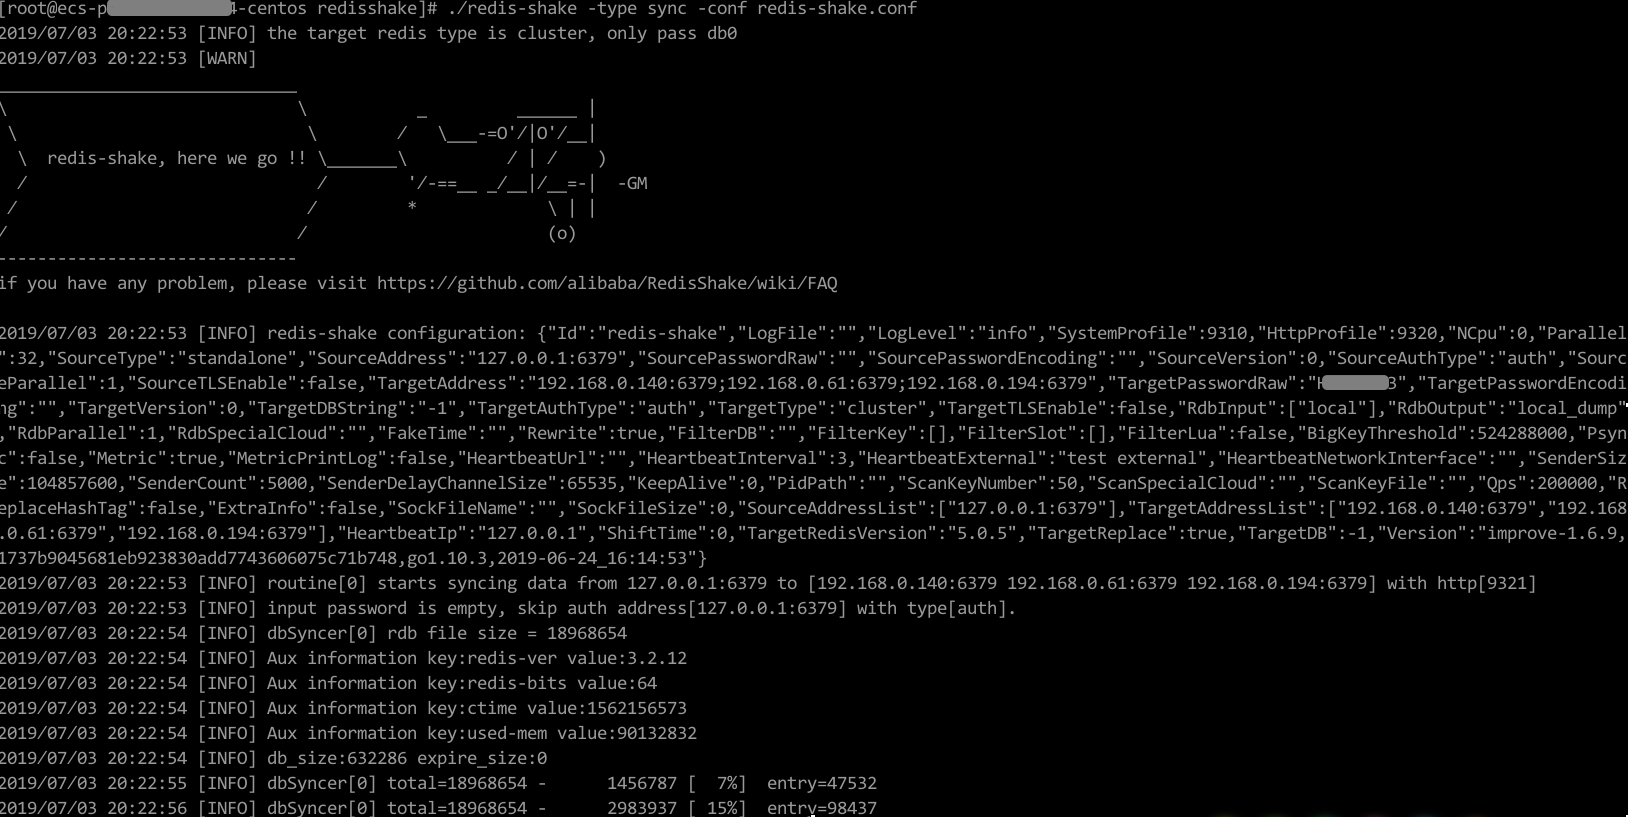 [root@ecs-p 4-centos redisshake]# ./redis-shake -type sync -conf redis-shake.conf
2019/07/03 20:22:53 [INFO] the target redis type is cluster, only pass db0
2019/07/03 20:22:53 [WARN]
______________________________
\                              \           _         ______ |
 \                              \        /   \___-=O'/|O'/__|
  \  redis-shake, here we go !! \_______\          / | /    )
  /                             /        '/-==__ _/__|/__=-|  -GM
 /                             /         *             \ | |
/                             /                        (o)
------------------------------
if you have any problem, please visit https://github.com/alibaba/RedisShake/wiki/FAQ
2019/07/03 20:22:53 [INFO] redis-shake configuration: {"Id":"redis-shake","LogFile":"","LogLevel":"info","SystemProfile":9310,"HttpProfile":9320,"NCpu":0,"Parallel
":32,"SourceType":"standalone","SourceAddress":"127.0.0.1:6379","SourcePasswordRaw":"","SourcePasswordEncoding":"","SourceVersion":0,"SourceAuthType":"auth","Sourc
eParallel":1,"SourceTLSEnable":false,"TargetAddress":"192.168.0.140:6379;192.168.0.61:6379;192.168.0.194:6379","TargetPasswordRaw":"H 3","TargetPasswordEncodi
ng":"","TargetVersion":0,"TargetDBString":"-1","TargetAuthType":"auth","TargetType":"cluster","TargetTLSEnable":false,"RdbInput":["local"],"RdbOutput":"local_dump"
,"RdbParallel":1,"RdbSpecialCloud":"","FakeTime":"","Rewrite":true,"FilterDB":"","FilterKey":[],"FilterSlot":[],"FilterLua":false,"BigKeyThreshold":524288000,"Psyn
c":false,"Metric":true,"MetricPrintLog":false,"HeartbeatUrl":"","HeartbeatInterval":3,"HeartbeatExternal":"test external","HeartbeatNetworkInterface":"","SenderSiz
e":104857600,"SenderCount":5000,"SenderDelayChannelSize":65535,"KeepAlive":0,"PidPath":"","ScanKeyNumber":50,"ScanSpecialCloud":"","ScanKeyFile":"","Qps":200000,"R
eplaceHashTag":false,"ExtraInfo":false,"SockFileName":"","SockFileSize":0,"SourceAddressList":["127.0.0.1:6379"],"TargetAddressList":["192.168.0.140:6379","192.168
.0.61:6379","192.168.0.194:6379"],"HeartbeatIp":"127.0.0.1","ShiftTime":0,"TargetRedisVersion":"5.0.5","TargetReplace":true,"TargetDB":-1,"Version":"improve-1.6.9,
1737b9045681eb923830add7743606075c71b748,go1.10.3,2019-06-24_16:14:53"}
2019/07/03 20:22:53 [INFO] routine[0] starts syncing data from 127.0.0.1:6379 to [192.168.0.140:6379 192.168.0.61:6379 192.168.0.194:6379] with http[9321]
2019/07/03 20:22:53 [INFO] input password is empty, skip auth address[127.0.0.1:6379] with type[auth].
2019/07/03 20:22:54 [INFO] dbSyncer[0] rdb file size = 18968654
2019/07/03 20:22:54 [INFO] Aux information key:redis-ver value:3.2.12
2019/07/03 20:22:54 [INFO] Aux information key:redis-bits value:64
2019/07/03 20:22:54 [INFO] Aux information key:ctime value:1562156573
2019/07/03 20:22:54 [INFO] Aux information key:used-mem value:90132832
2019/07/03 20:22:54 [INFO] db_size:632286 expire_size:0
2019/07/03 20:22:55 [INFO] dbSyncer[0] total=18968654 -      1456787 [  7%]  entry=47532
2019/07/03 20:22:56 [INFO] dbSyncer[0] total=18968654 -      2983937 [ 15%]  entry=98437